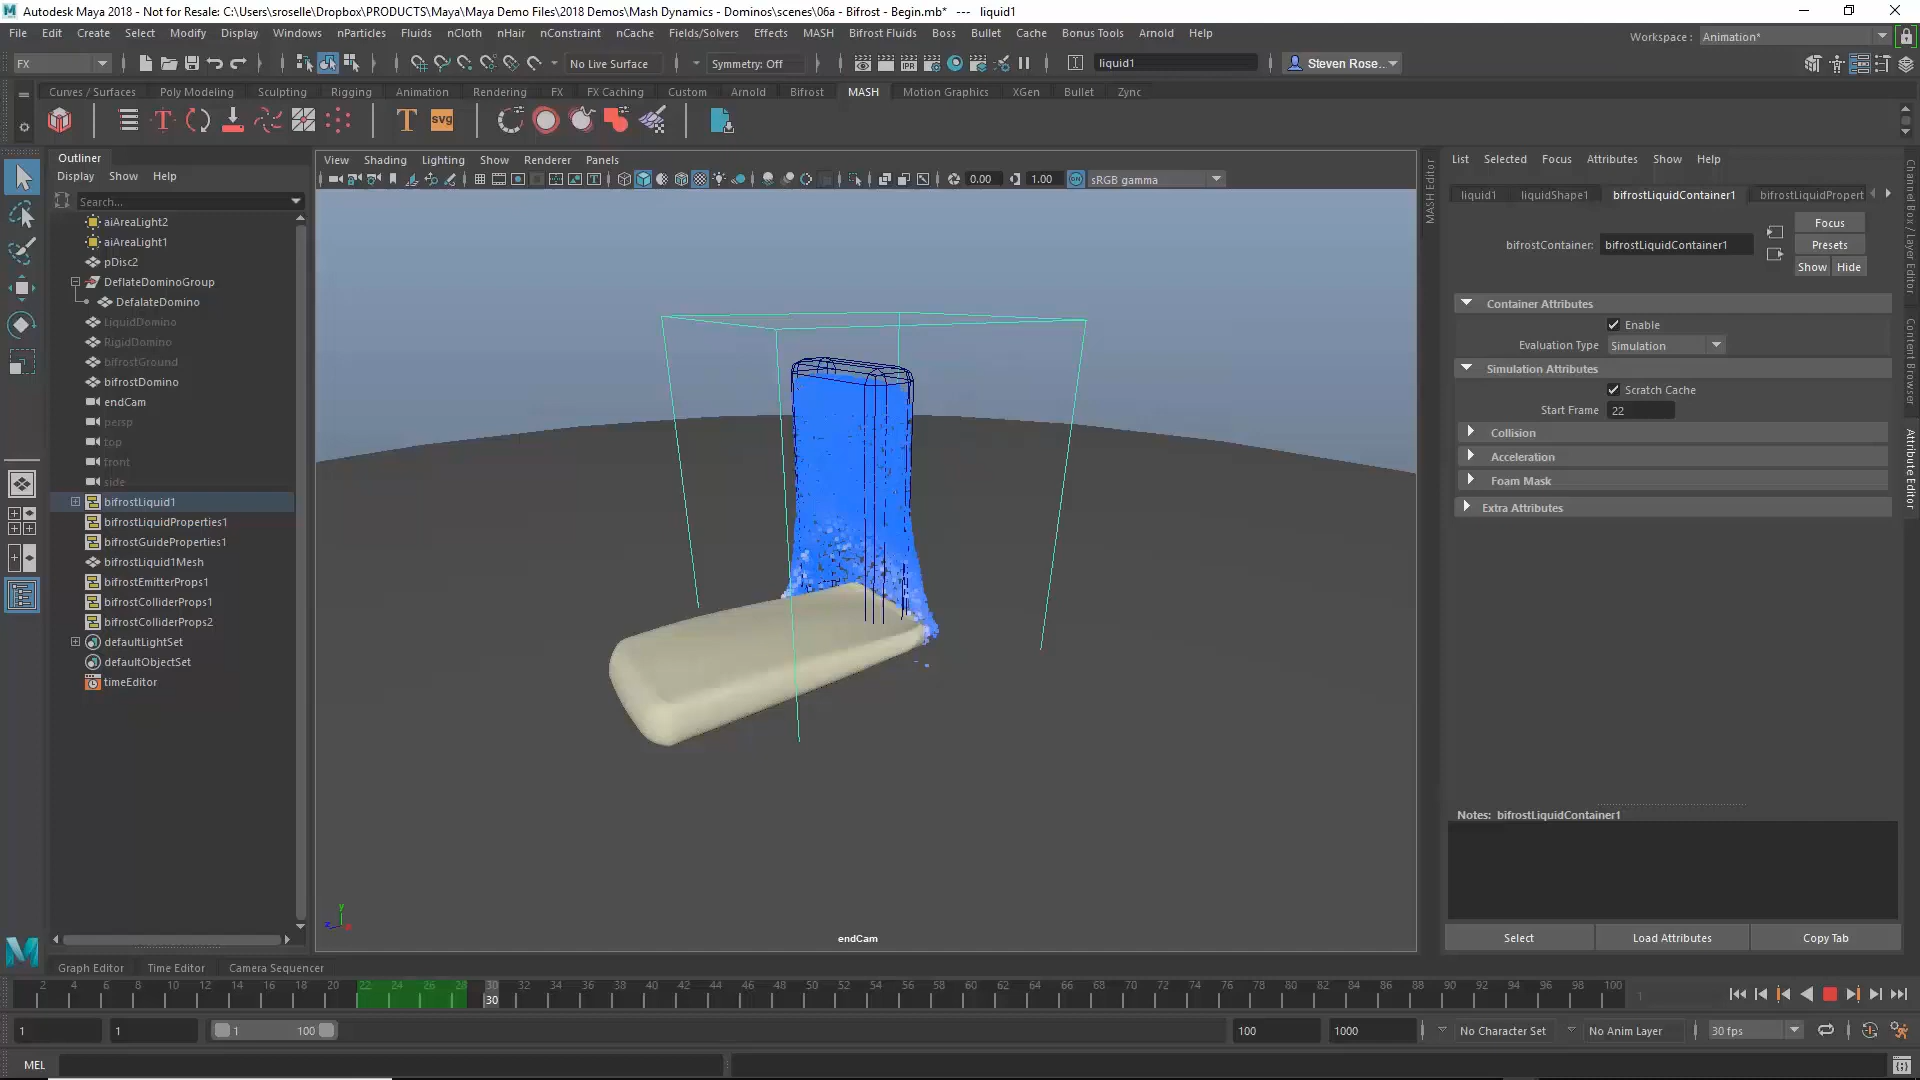 Autodesk Maya 2018 - Not for Resale: C:\Users\sroselle\Dropbox\PRODUCTS\Maya\Maya Demo Files\2018 Demos\Mash Dynamics - Dominos\scenes\06a - Bifrost - Begin.mb* --- liquid1
File Edit Create Select Modify Display Windows nParticles Fluids nCloth nHair nConstraint nCache Fields/Solvers Effects MASH Bifrost Fluids Boss Bullet Cache Bonus Tools Arnold Help
Workspace : Animation*
FX No Live Surface Symmetry: Off IPR liquid1 Steven Rose...
Curves / Surfaces Poly Modeling Sculpting Rigging Animation Rendering FX FX Caching Custom Arnold Bifrost MASH Motion Graphics XGen Bullet Zync
T T SVG
Outliner
Display Show Help
Search...
aiAreaLight2
aiAreaLight1
pDisc2
DeflateDominoGroup
DefalateDomino
LiquidDomino
RigidDomino
bifrostGround
bifrostDomino
endCam
persp
top
front
side
bifrostLiquid1
bifrostLiquidProperties1
bifrostGuideProperties1
bifrostLiquid1Mesh
bifrostEmitterProps1
bifrostColliderProps1
bifrostColliderProps2
defaultLightSet
defaultObjectSet
timeEditor
View Shading Lighting Show Renderer Panels
0.00 1.00 ON sRGB gamma
y
z x
endCam
MASH Editor
List Selected Focus Attributes Show Help
liquid1 liquidShape1 bifrostLiquidContainer1 bifrostLiquidPropert
Focus
bifrostContainer: bifrostLiquidContainer1
Presets
Show Hide
Container Attributes
Enable
Evaluation Type Simulation
Simulation Attributes
Scratch Cache
Start Frame 22
Collision
Acceleration
Foam Mask
Extra Attributes
Notes: bifrostLiquidContainer1
Select Load Attributes Copy Tab
Channel Box / Layer Editor
Content Browser
Attribute Editor
Graph Editor Time Editor Camera Sequencer
2 4 6 8 10 12 14 16 18 20 22 24 26 28 30 32 34 36 38 40 42 44 46 48 50 52 54 56 58 60 62 64 66 68 70 72 74 76 78 80 82 84 86 88 90 92 94 96 98 100
30
1
1 1 1 100 100 1000 No Character Set No Anim Layer 30 fps
MEL